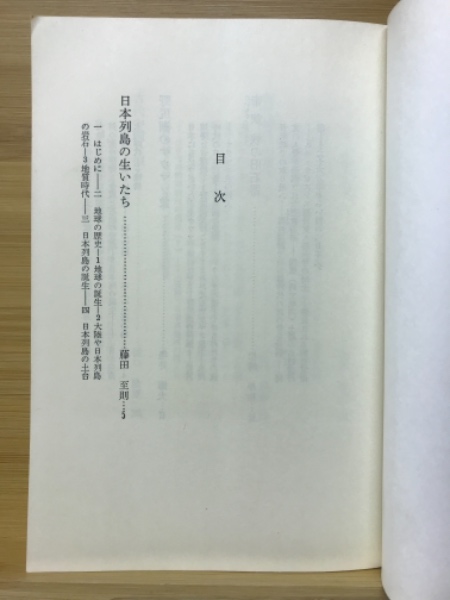 目次
日本列島の生いたち……………………藤田至則…5
一 はじめに――二 地球の歴史―1地球の誕生―2大陸や日本列島
の岩石―3地質時代――三 日本列島の誕生――四 日本列島の土台